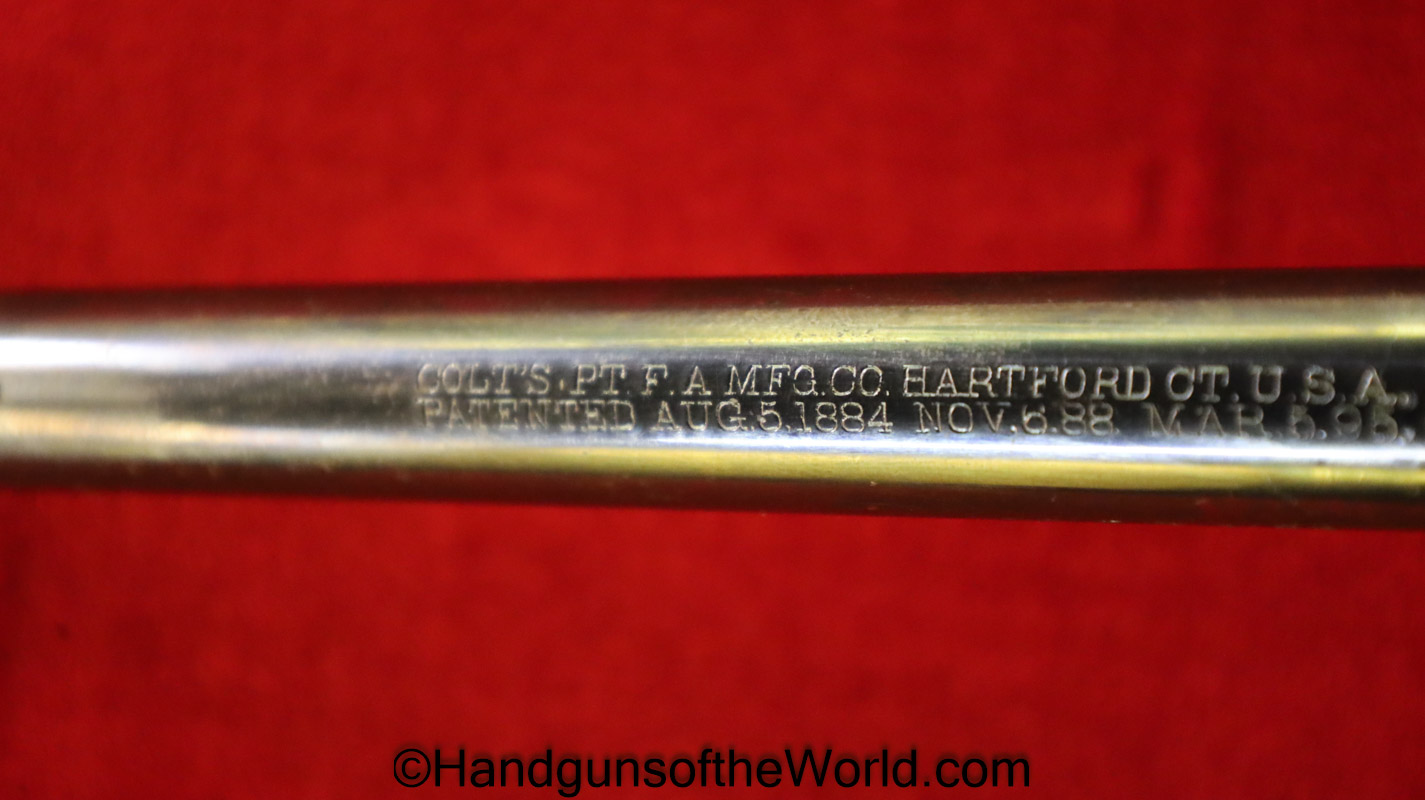 COLT'S.PT.F.A.MFG.CO. HARTFORD CT.U.S.A.,
PATENTED AUG.5.1884 NOV.6.88. MAR.5.95.
©HandgunsoftheWorld.com